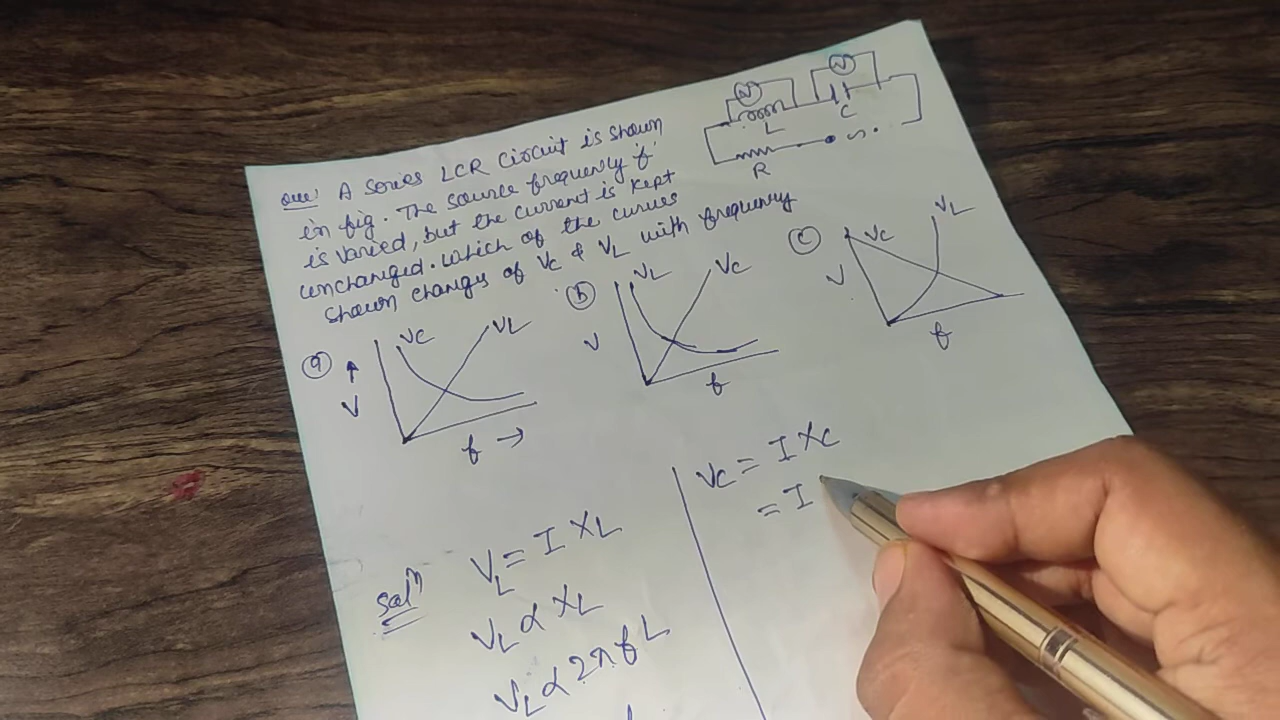 Que: A series LCR Circuit is shown
in fig. The source frequency 'f'
is varied, but the current is kept
unchanged. Which of the curves
shown changes of Vc & VL with frequency
V
V
L
C
R
(a)
V
Vc
VL
f →
(b)
V
VL
Vc
f
(c)
V
Vc
VL
f
Solⁿ
VL = I XL
VL ∝ XL
VL ∝ 2πfL
Vc = I Xc
= I